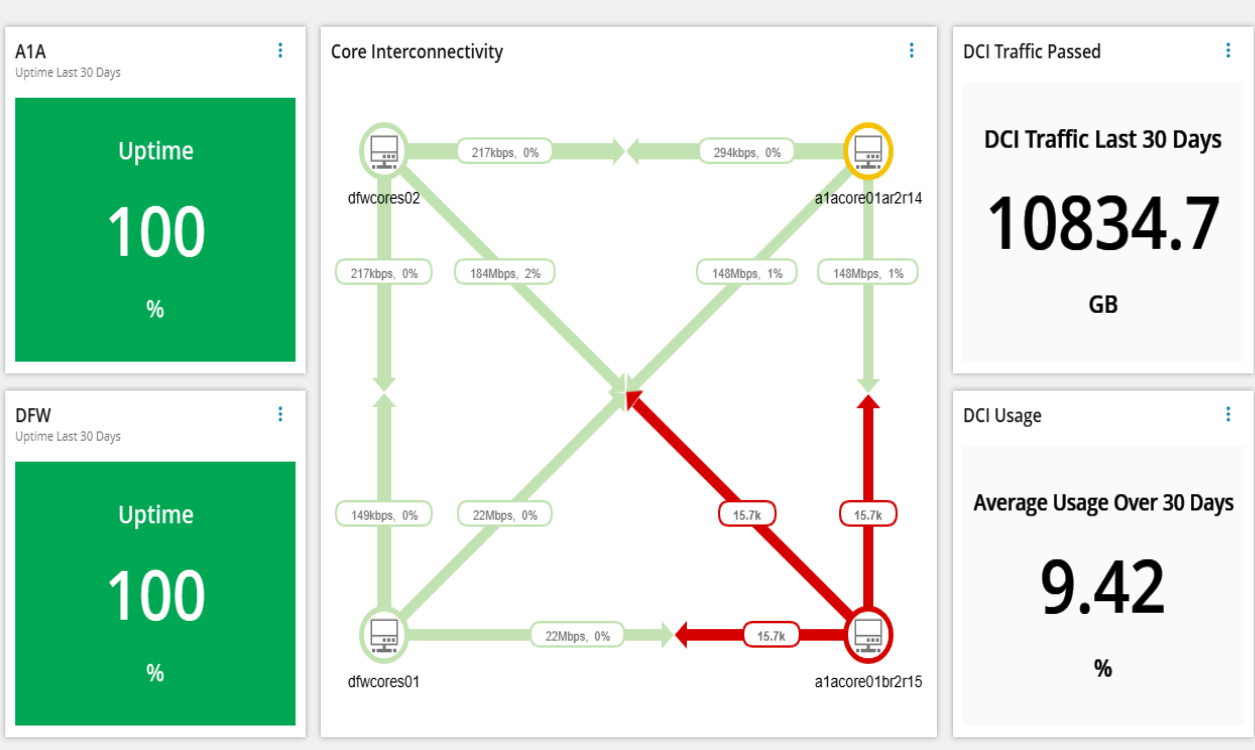 A1A
Uptime Last 30 Days
Uptime
100
%
DFW
Uptime Last 30 Days
Uptime
100
%
Core Interconnectivity
217kbps, 0%
294kbps, 0%
dfwcores02
a1acore01ar2r14
217kbps, 0%
184Mbps, 2%
148Mbps, 1%
148Mbps, 1%
149kbps, 0%
22Mbps, 0%
15.7k
15.7k
22Mbps, 0%
15.7k
dfwcores01
a1acore01br2r15
DCI Traffic Passed
DCI Traffic Last 30 Days
10834.7
GB
DCI Usage
Average Usage Over 30 Days
9.42
%